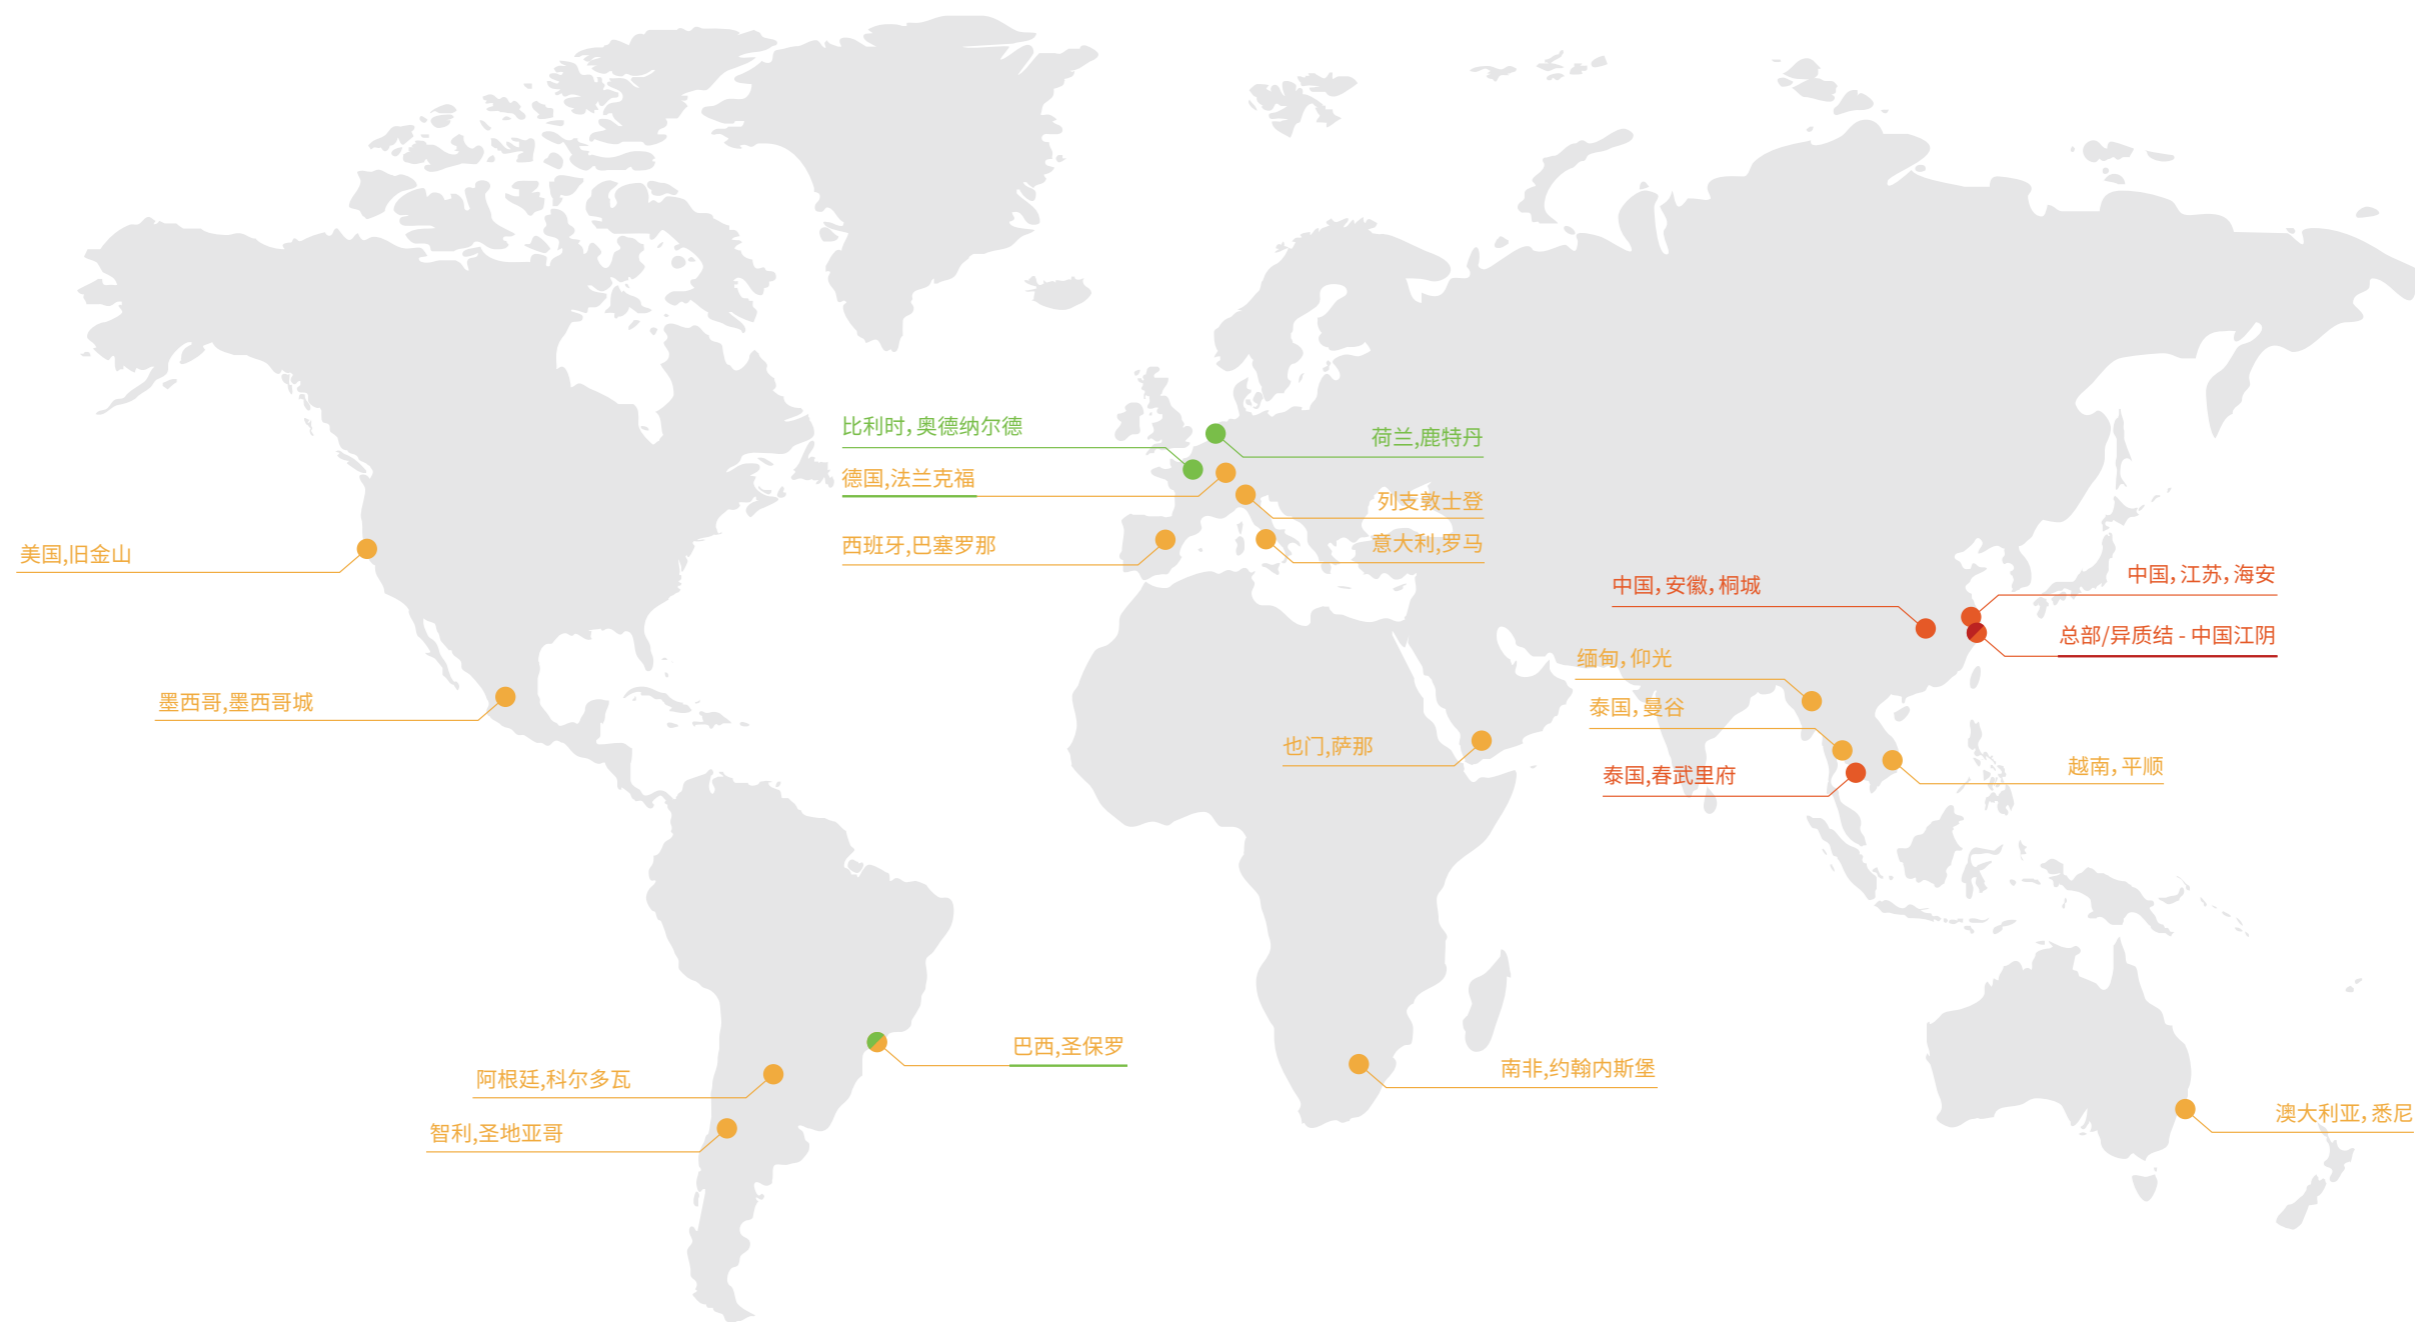 比利时，奥德纳尔德
荷兰,鹿特丹
德国,法兰克福
列支敦士登
西班牙,巴塞罗那
意大利,罗马
美国,旧金山
中国，安徽，桐城
中国，江苏，海安
总部/异质结 - 中国江阴
缅甸，仰光
墨西哥,墨西哥城
泰国，曼谷
也门,萨那
越南，平顺
泰国,春武里府
巴西,圣保罗
阿根廷,科尔多瓦
南非,约翰内斯堡
智利,圣地亚哥
澳大利亚，悉尼